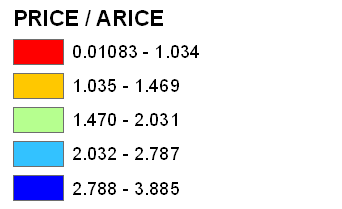 PRICE / ARICE
0.01083 - 1.034
1.035 - 1.469
1.470 - 2.031
2.032 - 2.787
2.788 - 3.885